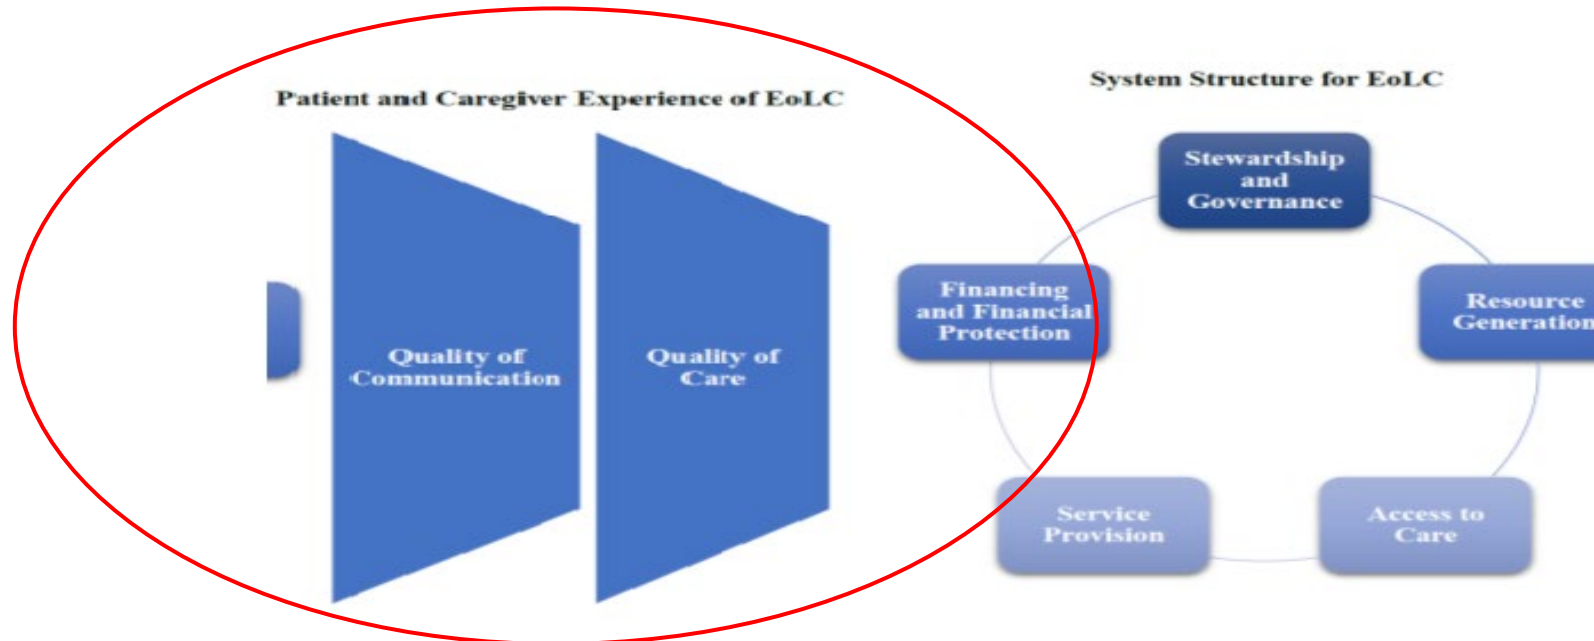 Patient and Caregiver Experience of EoLC
Quality of
Communication
Quality of
Care
System Structure for EoLC
Stewardship
and
Governance
Financing
and Financial
Protection
Resource
Generation
Service
Provision
Access to
Care